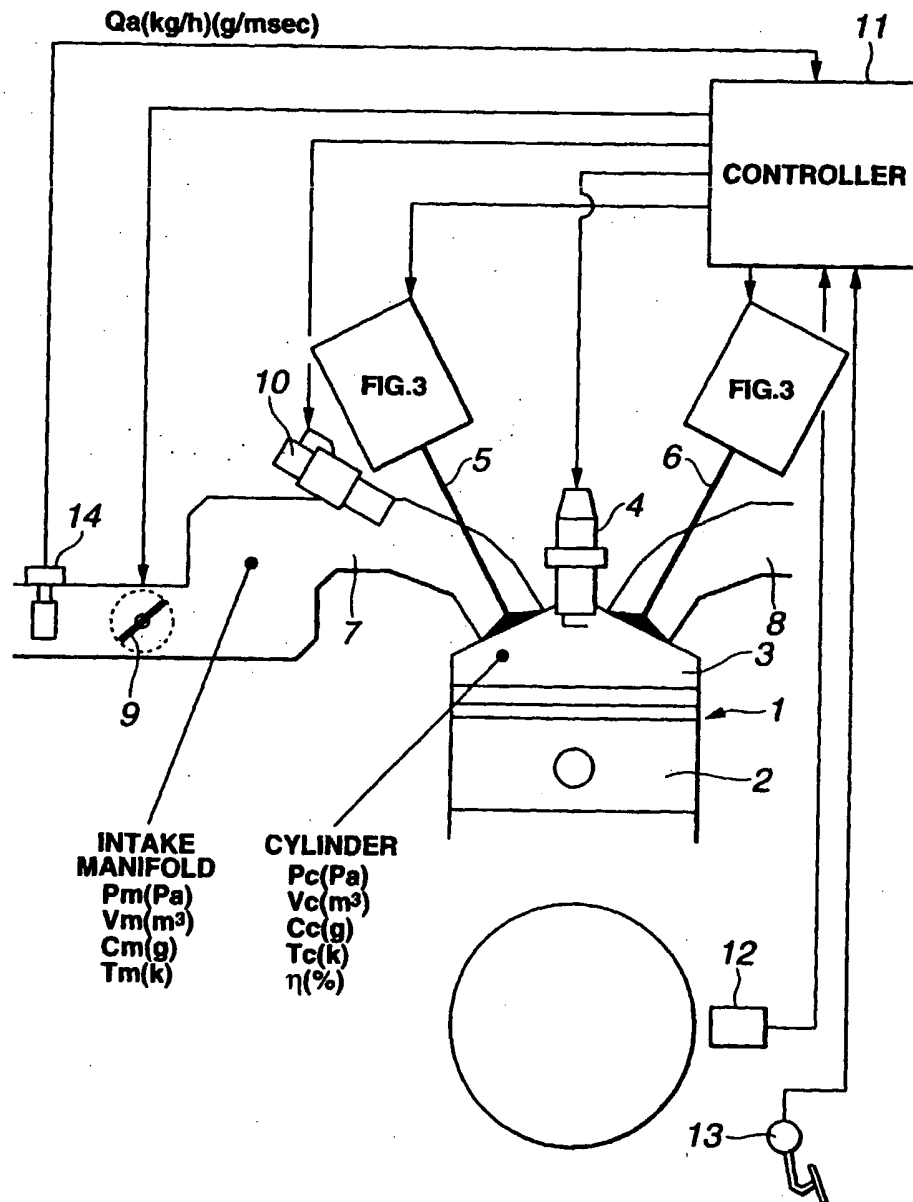 Qa(kg/h)(g/msec)
11
CONTROLLER
FIG.3
FIG.3
10
5
6
4
14
7
8
9
3
1
2
INTAKE
MANIFOLD
Pm(Pa)
Vm(m³)
Cm(g)
Tm(k)
CYLINDER
Pc(Pa)
Vc(m³)
Cc(g)
Tc(k)
η(%)
12
13